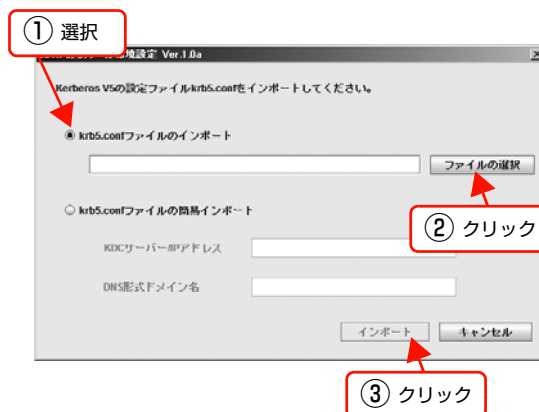 ① 選択
環境設定 Ver.1.0a
Kerberos V5の設定ファイルkrb5.confをインポートしてください。
krb5.confファイルのインポート
ファイルの選択
② クリック
krb5.confファイルの簡易インポート
KDCサーバーIPアドレス
DNS形式ドメイン名
インポート
キャンセル
③ クリック